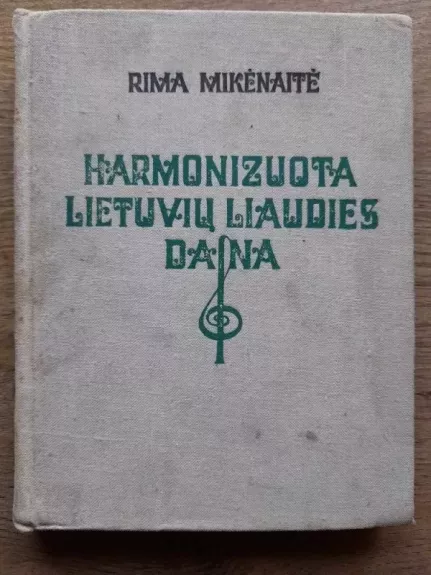 RIMA MIKĖNAITĖ
HARMONIZUOTA
LIETUVIŲ LIAUDIES
DAINA